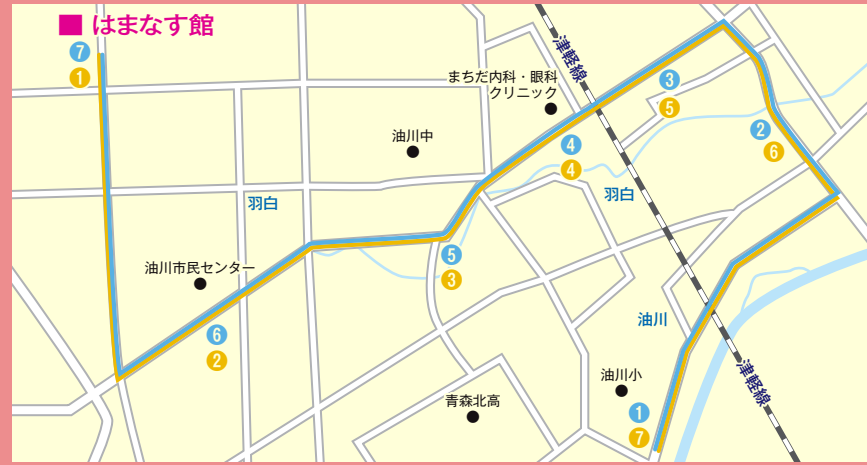 ■ はまなす館
7
1
津軽線
まちだ内科・眼科
クリニック
3
5
2
6
油川中
4
4
羽白
羽白
5
3
油川市民センター
6
2
油川
油川小
津軽線
青森北高
1
7